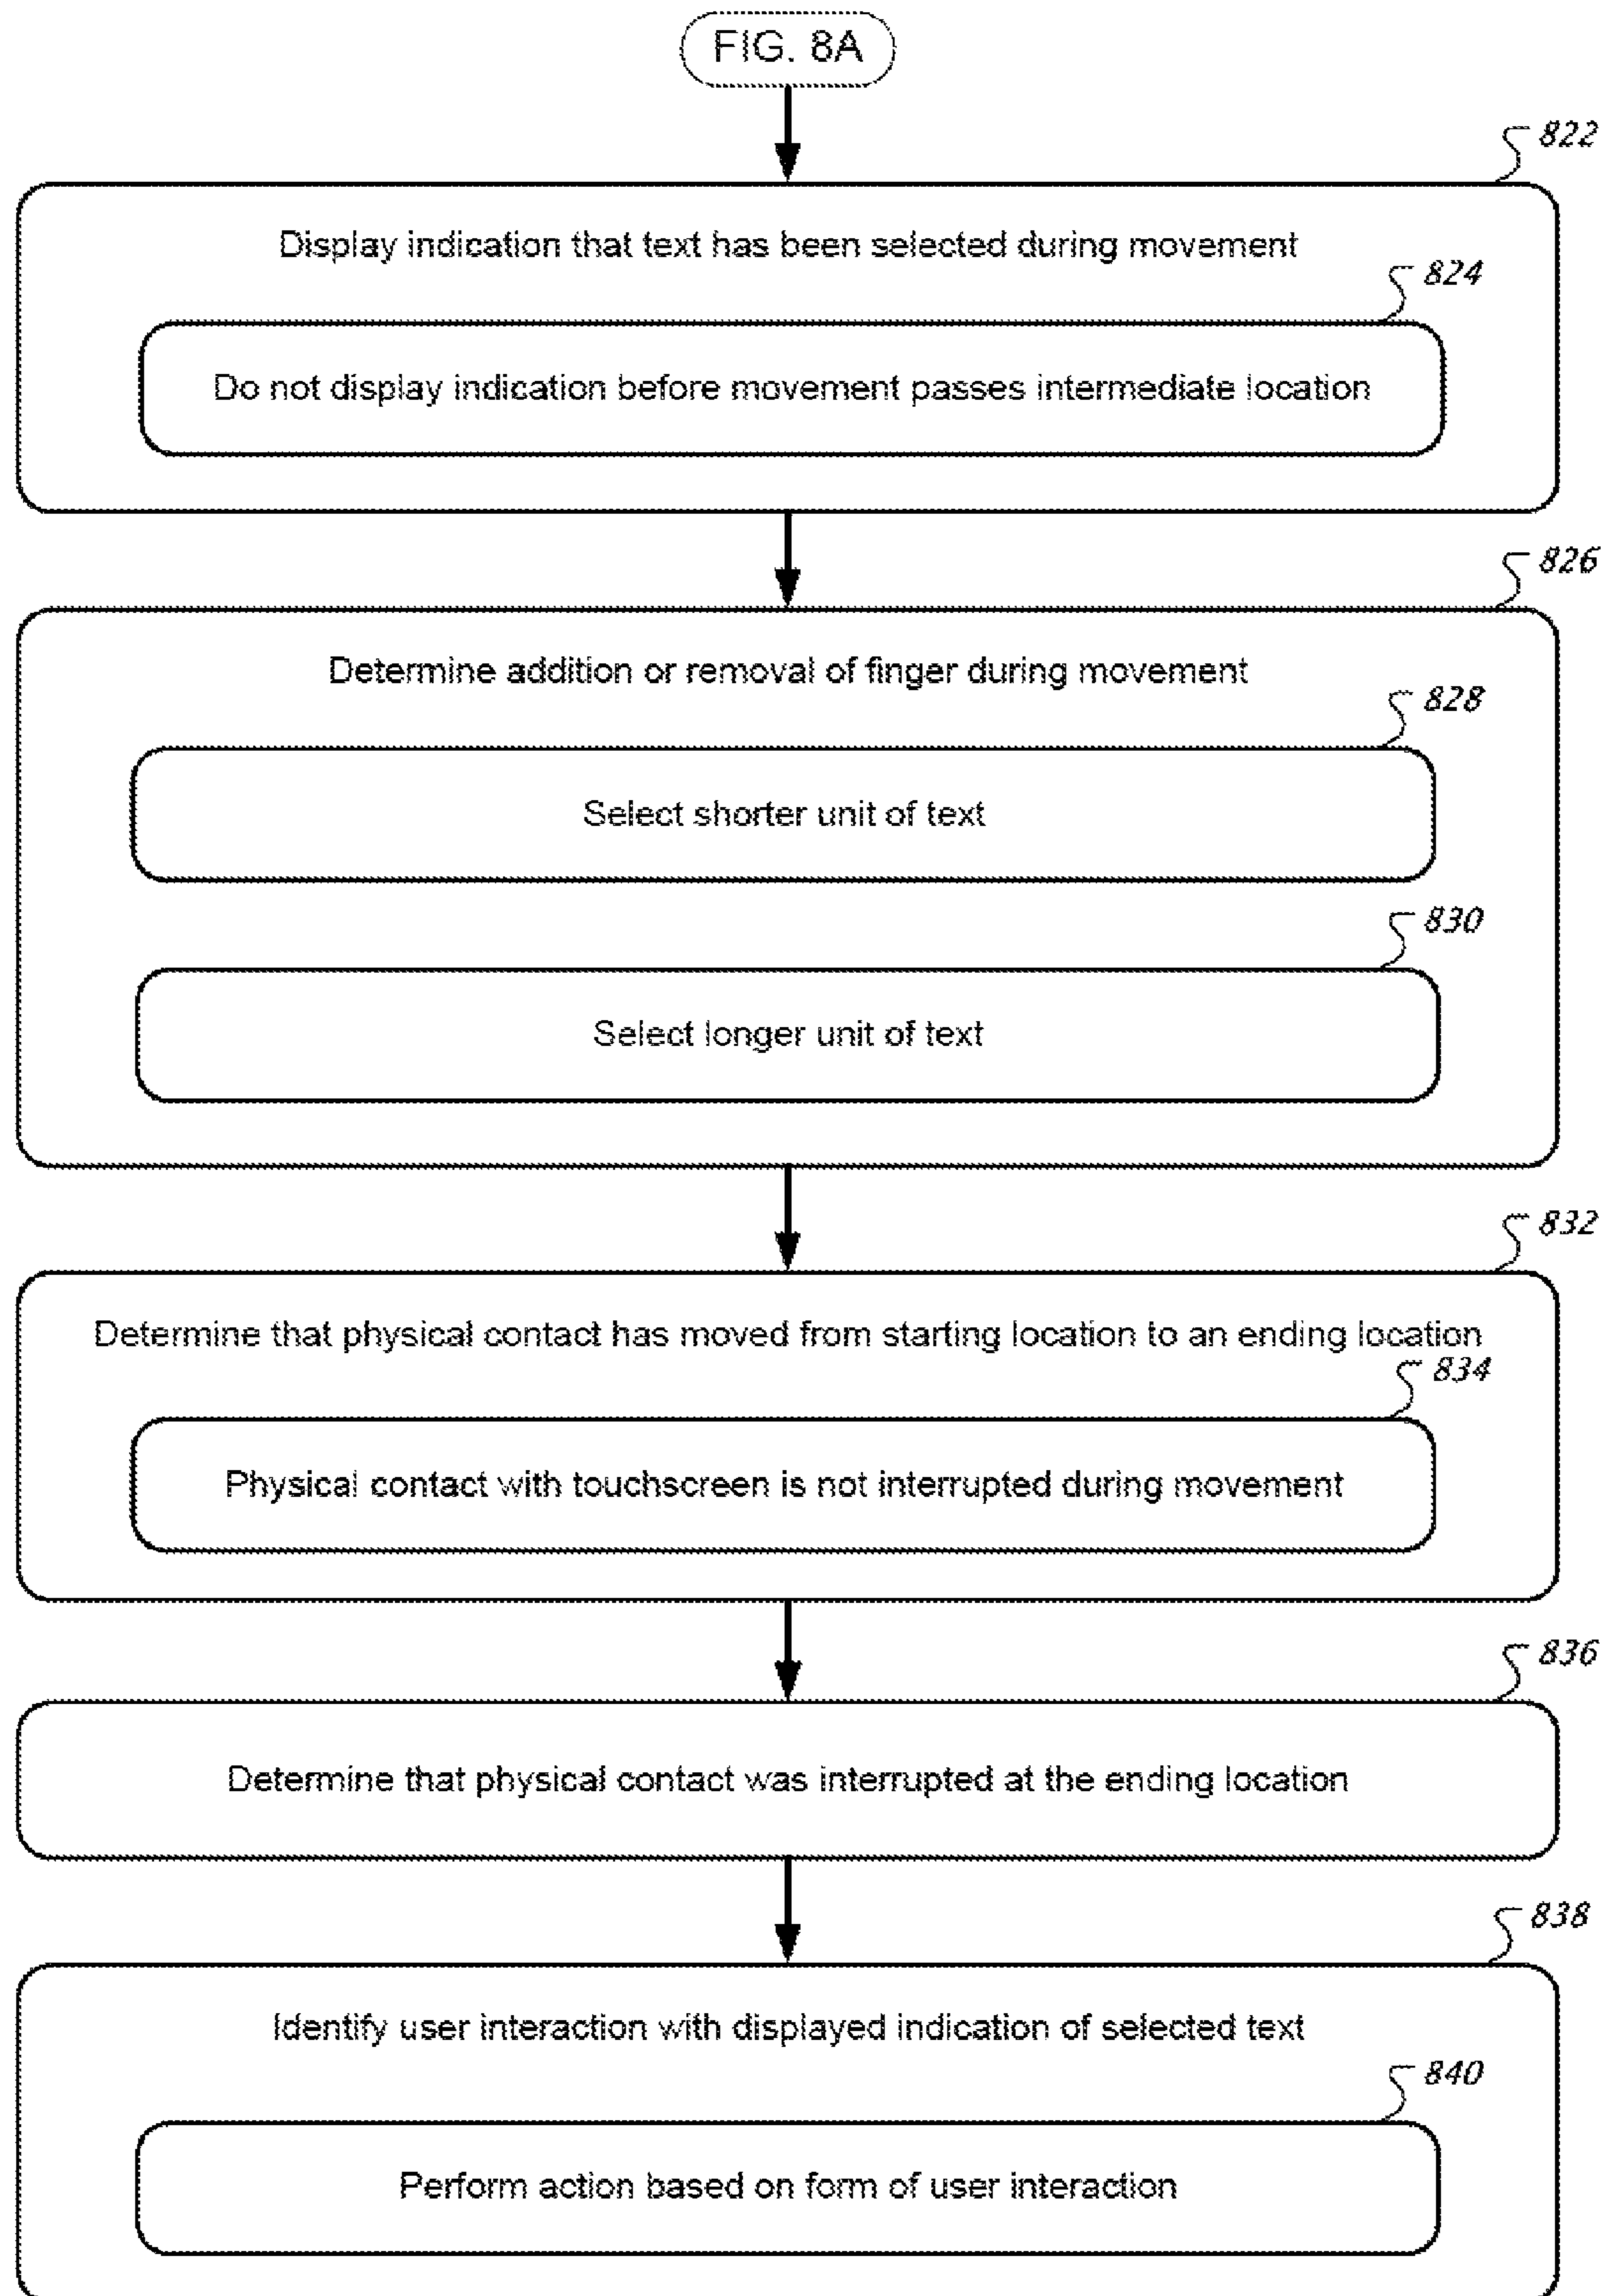 FIG. 8A
822
Display indication that text has been selected during movement
824
Do not display indication before movement passes intermediate location
826
Determine addition or removal of finger during movement
828
Select shorter unit of text
830
Select longer unit of text
832
Determine that physical contact has moved from starting location to an ending location
834
Physical contact with touchscreen is not interrupted during movement
836
Determine that physical contact was interrupted at the ending location
838
Identify user interaction with displayed indication of selected text
840
Perform action based on form of user interaction